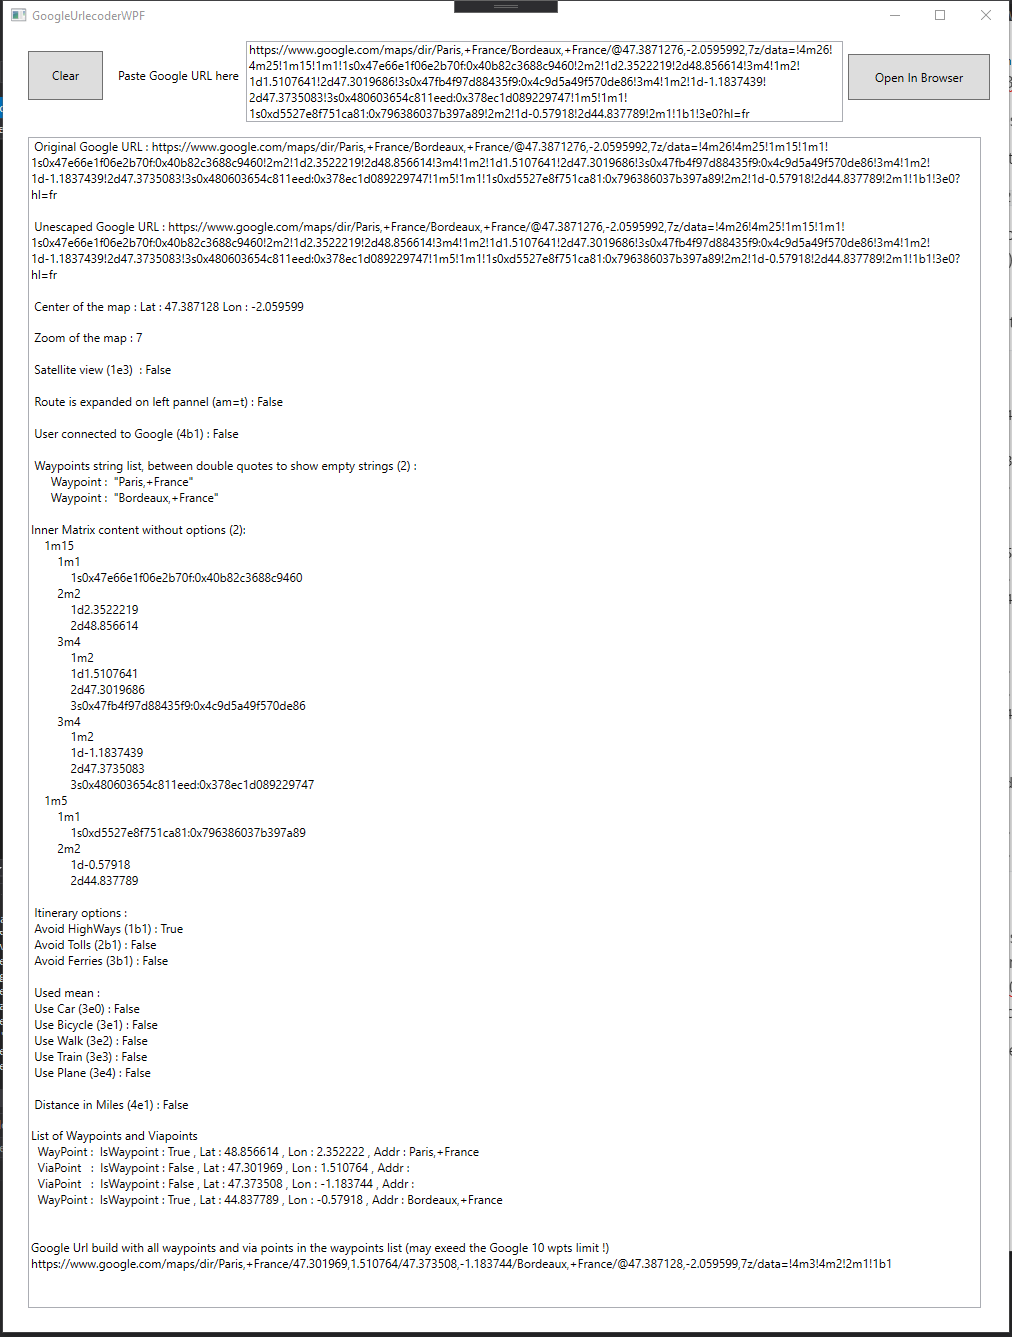 GoogleUrlecoderWPF
Clear
Paste Google URL here
https://www.google.com/maps/dir/Paris,+France/Bordeaux,+France/@47.3871276,-2.0595992,7z/data=!4m26!
4m25!1m15!1m1!1s0x47e66e1f06e2b70f:0x40b82c3688c9460!2m2!1d2.3522219!2d48.856614!3m4!1m2!
1d1.5107641!2d47.3019686!3s0x47fb4f97d88435f9:0x4c9d5a49f570de86!3m4!1m2!1d-1.1837439!
2d47.3735083!3s0x480603654c811eed:0x378ec1d089229747!1m5!1m1!
1s0xd5527e8f751ca81:0x796386037b397a89!2m2!1d-0.57918!2d44.837789!2m1!1b1!3e0?hl=fr
Open In Browser
Original Google URL : https://www.google.com/maps/dir/Paris,+France/Bordeaux,+France/@47.3871276,-2.0595992,7z/data=!4m26!4m25!1m15!1m1!
1s0x47e66e1f06e2b70f:0x40b82c3688c9460!2m2!1d2.3522219!2d48.856614!3m4!1m2!1d1.5107641!2d47.3019686!3s0x47fb4f97d88435f9:0x4c9d5a49f570de86!3m4!1m2!
1d-1.1837439!2d47.3735083!3s0x480603654c811eed:0x378ec1d089229747!1m5!1m1!1s0xd5527e8f751ca81:0x796386037b397a89!2m2!1d-0.57918!2d44.837789!2m1!1b1!3e0?
hl=fr
Unescaped Google URL : https://www.google.com/maps/dir/Paris,+France/Bordeaux,+France/@47.3871276,-2.0595992,7z/data=!4m26!4m25!1m15!1m1!
1s0x47e66e1f06e2b70f:0x40b82c3688c9460!2m2!1d2.3522219!2d48.856614!3m4!1m2!1d1.5107641!2d47.3019686!3s0x47fb4f97d88435f9:0x4c9d5a49f570de86!3m4!1m2!
1d-1.1837439!2d47.3735083!3s0x480603654c811eed:0x378ec1d089229747!1m5!1m1!1s0xd5527e8f751ca81:0x796386037b397a89!2m2!1d-0.57918!2d44.837789!2m1!1b1!3e0?
hl=fr
Center of the map : Lat : 47.387128 Lon : -2.059599
Zoom of the map : 7
Satellite view (1e3)  : False
Route is expanded on left pannel (am=t) : False
User connected to Google (4b1) : False
Waypoints string list, between double quotes to show empty strings (2) :
Waypoint :  "Paris,+France"
Waypoint :  "Bordeaux,+France"
Inner Matrix content without options (2):
1m15
1m1
1s0x47e66e1f06e2b70f:0x40b82c3688c9460
2m2
1d2.3522219
2d48.856614
3m4
1m2
1d1.5107641
2d47.3019686
3s0x47fb4f97d88435f9:0x4c9d5a49f570de86
3m4
1m2
1d-1.1837439
2d47.3735083
3s0x480603654c811eed:0x378ec1d089229747
1m5
1m1
1s0xd5527e8f751ca81:0x796386037b397a89
2m2
1d-0.57918
2d44.837789
Itinerary options :
Avoid HighWays (1b1) : True
Avoid Tolls (2b1) : False
Avoid Ferries (3b1) : False
Used mean :
Use Car (3e0) : False
Use Bicycle (3e1) : False
Use Walk (3e2) : False
Use Train (3e3) : False
Use Plane (3e4) : False
Distance in Miles (4e1) : False
List of Waypoints and Viapoints
WayPoint :  IsWaypoint : True , Lat : 48.856614 , Lon : 2.352222 , Addr : Paris,+France
ViaPoint   :  IsWaypoint : False , Lat : 47.301969 , Lon : 1.510764 , Addr :
ViaPoint   :  IsWaypoint : False , Lat : 47.373508 , Lon : -1.183744 , Addr :
WayPoint :  IsWaypoint : True , Lat : 44.837789 , Lon : -0.57918 , Addr : Bordeaux,+France
Google Url build with all waypoints and via points in the waypoints list (may exeed the Google 10 wpts limit !)
https://www.google.com/maps/dir/Paris,+France/47.301969,1.510764/47.373508,-1.183744/Bordeaux,+France/@47.387128,-2.059599,7z/data=!4m3!4m2!2m1!1b1